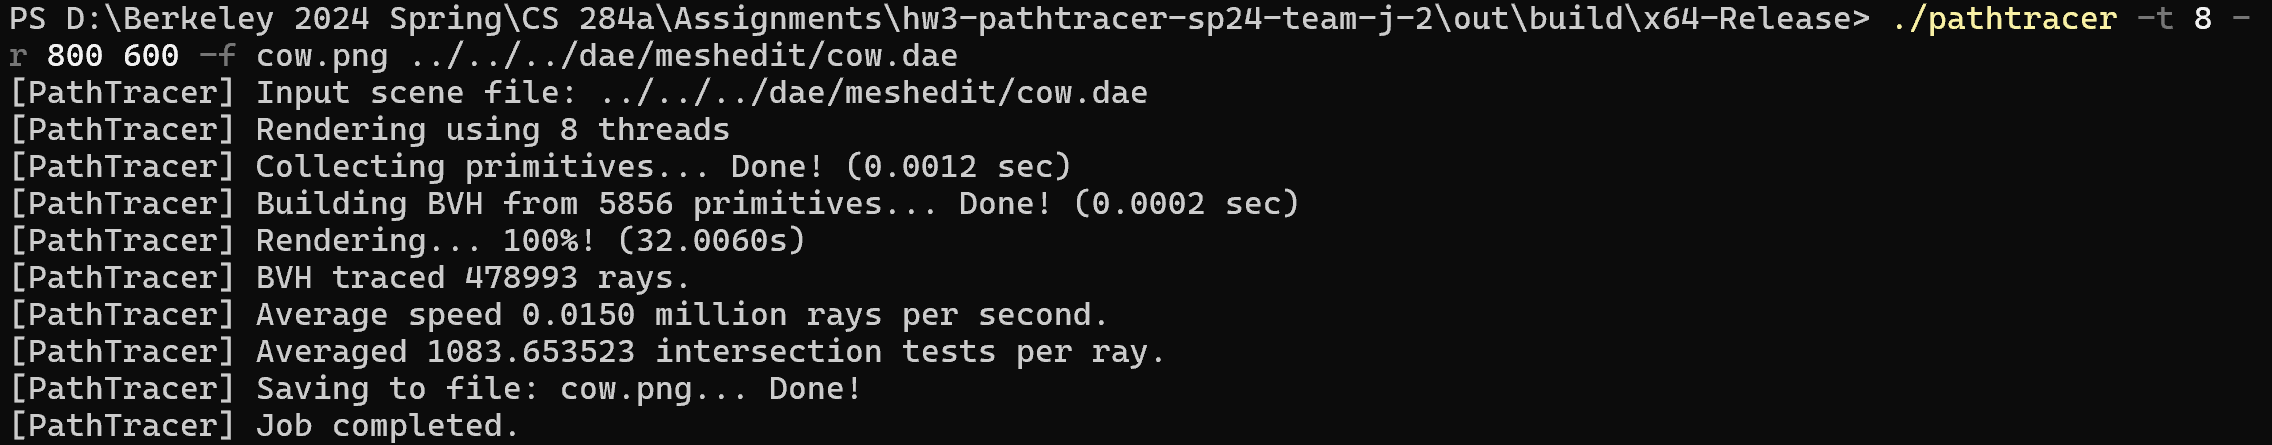 PS D:\Berkeley 2024 Spring\CS 284a\Assignments\hw3-pathtracer-sp24-team-j-2\out\build\x64-Release> ./pathtracer -t 8 -
r 800 600 -f cow.png ../../../dae/meshedit/cow.dae
[PathTracer] Input scene file: ../../../dae/meshedit/cow.dae
[PathTracer] Rendering using 8 threads
[PathTracer] Collecting primitives... Done! (0.0012 sec)
[PathTracer] Building BVH from 5856 primitives... Done! (0.0002 sec)
[PathTracer] Rendering... 100%! (32.0060s)
[PathTracer] BVH traced 478993 rays.
[PathTracer] Average speed 0.0150 million rays per second.
[PathTracer] Averaged 1083.653523 intersection tests per ray.
[PathTracer] Saving to file: cow.png... Done!
[PathTracer] Job completed.